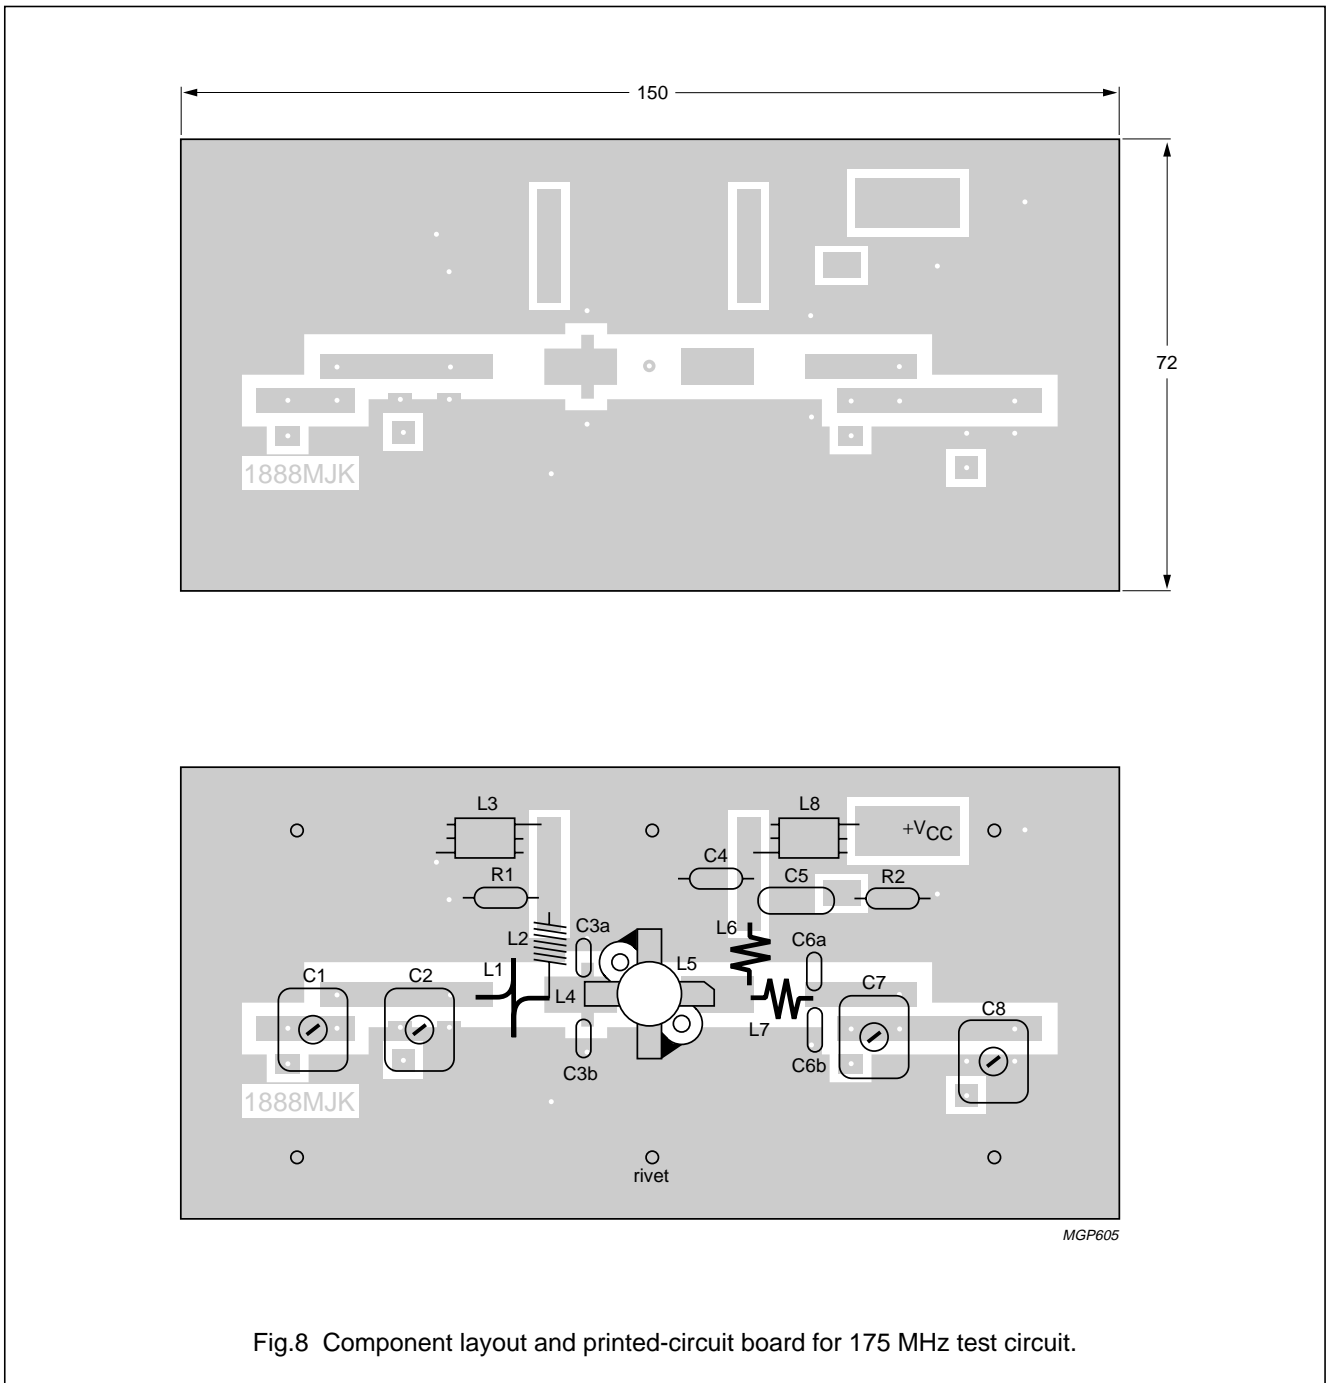 150
72
1888MJK
L3
L8
+VCC
C4
R1
C5
R2
C3a
L6
L2
C6a
L1
L5
C1
C2
L4
C7
C8
L7
C6b
C3b
1888MJK
rivet
MGP605
Fig.8 Component layout and printed-circuit board for 175 MHz test circuit.